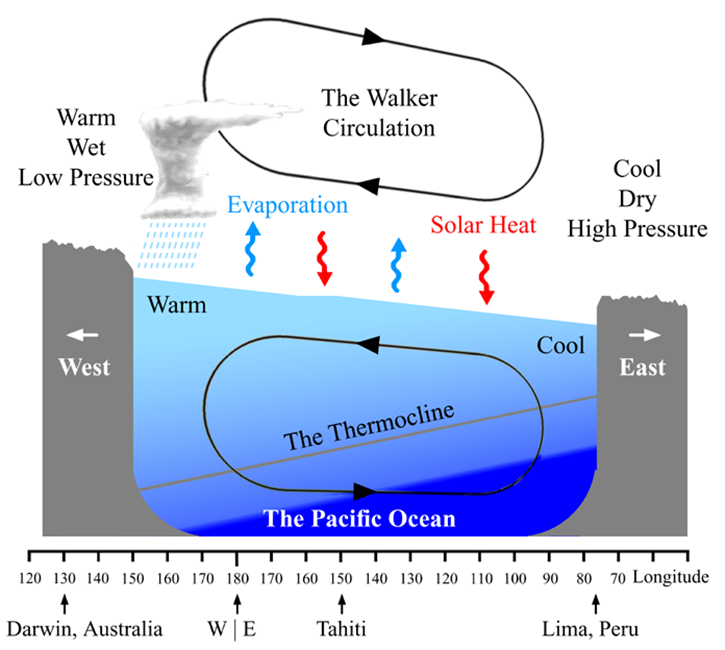 The Walker
Circulation
Warm
Wet
Low Pressure
Cool
Dry
High Pressure
Evaporation
Solar Heat
Warm
Cool
West
East
The Thermocline
The Pacific Ocean
120 130 140 150 160 170 180 170 160 150 140 130 120 110 100 90 80 70 Longitude
Darwin, Australia W | E Tahiti Lima, Peru